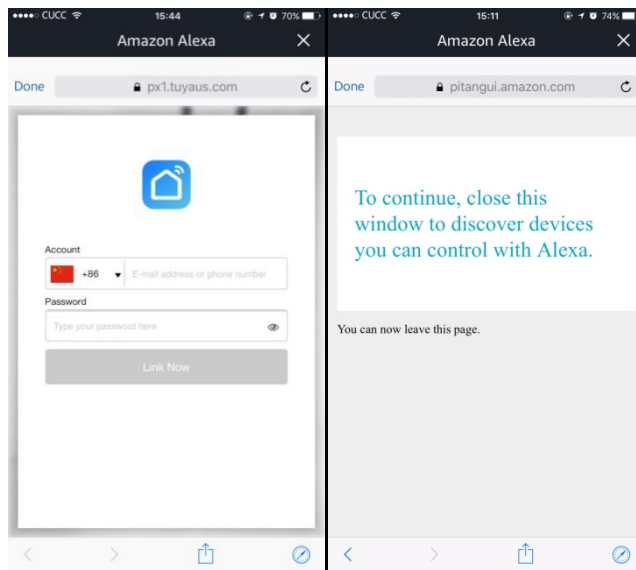 CUCC 15:44 70%
Amazon Alexa
Done px1.tuyaus.com
Account
+86 E-mail address or phone number
Password
Type your password here
Link Now
CUCC 15:11 74%
Amazon Alexa
Done pitangui.amazon.com
To continue, close this
window to discover devices
you can control with Alexa.
You can now leave this page.